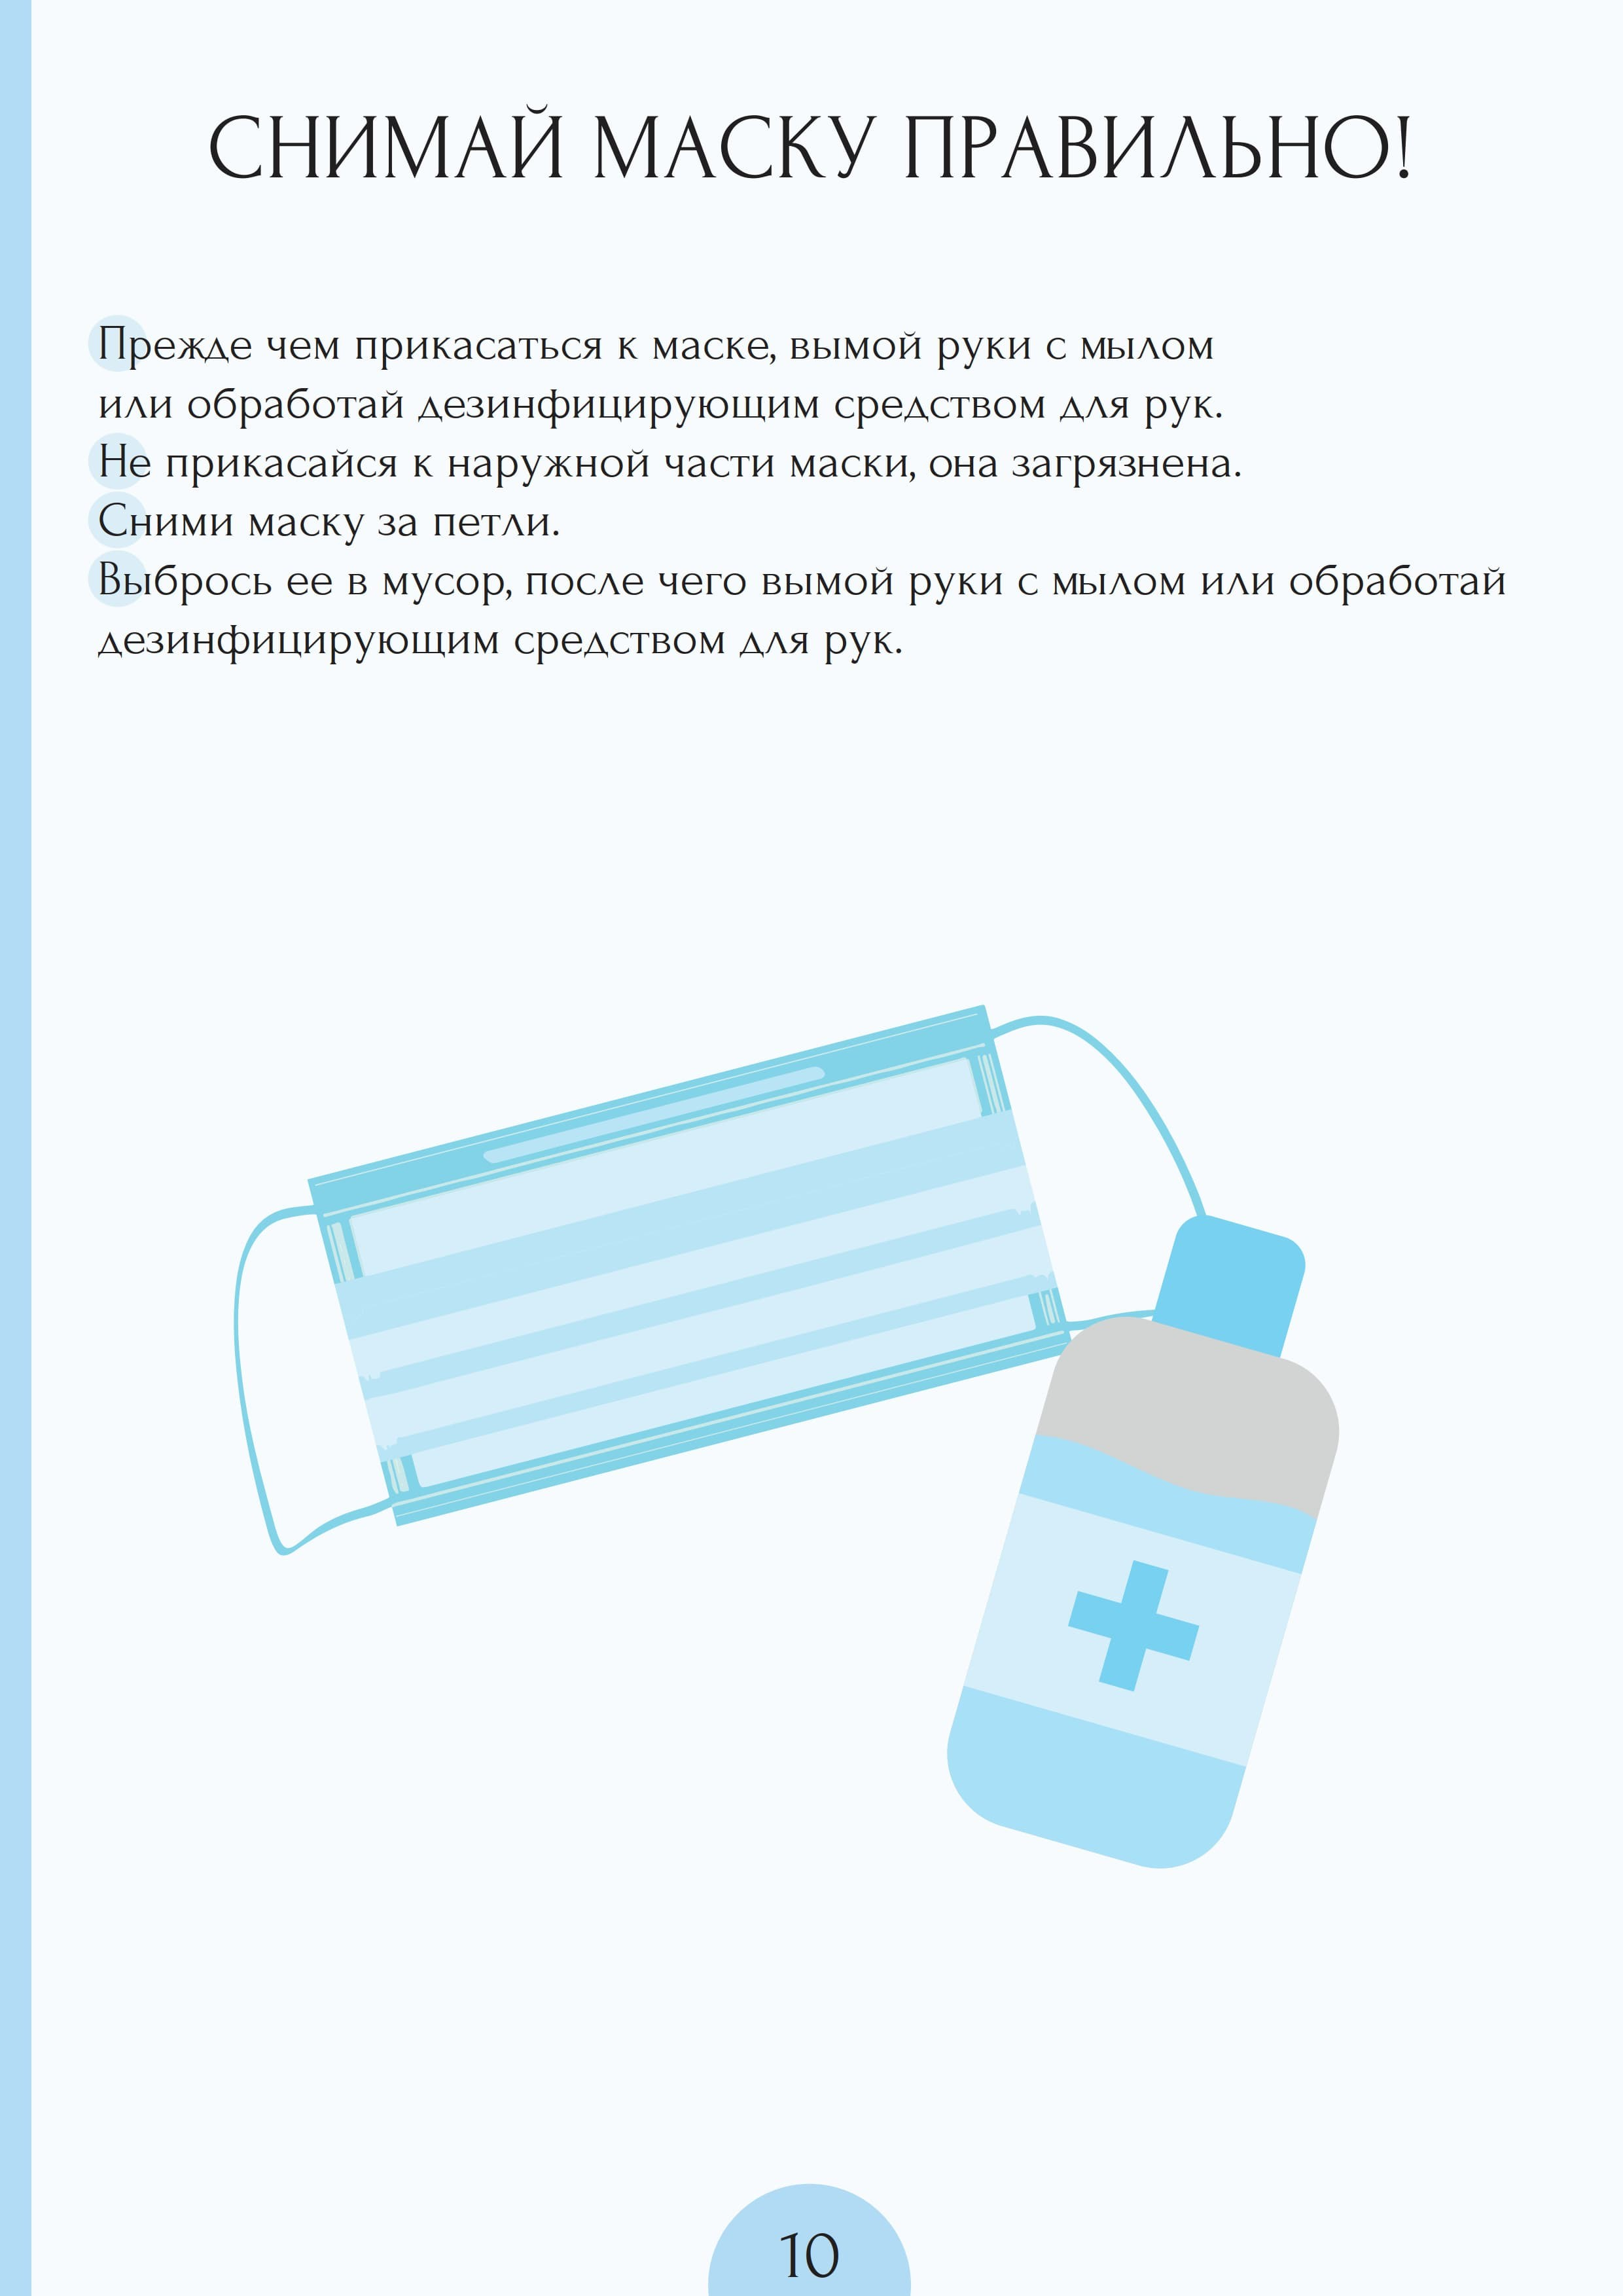 СНИМАЙ МАСКУ ПРАВИЛЬНО!
Прежде чем прикасаться к маске, вымой руки с мылом
или обработай дезинфицирующим средством для рук.
Не прикасайся к наружной части маски, она загрязнена.
Сними маску за петли.
Выбрось ее в мусор, после чего вымой руки с мылом или обработай
дезинфицирующим средством для рук.
10